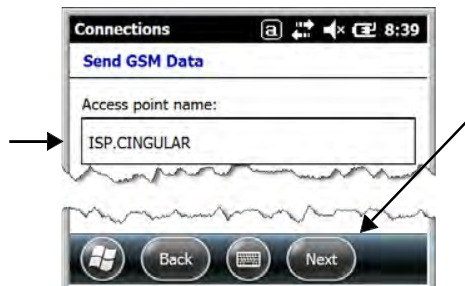 Connections a 8:39
Send GSM Data
Access point name:
ISP.CINGULAR
Back Next